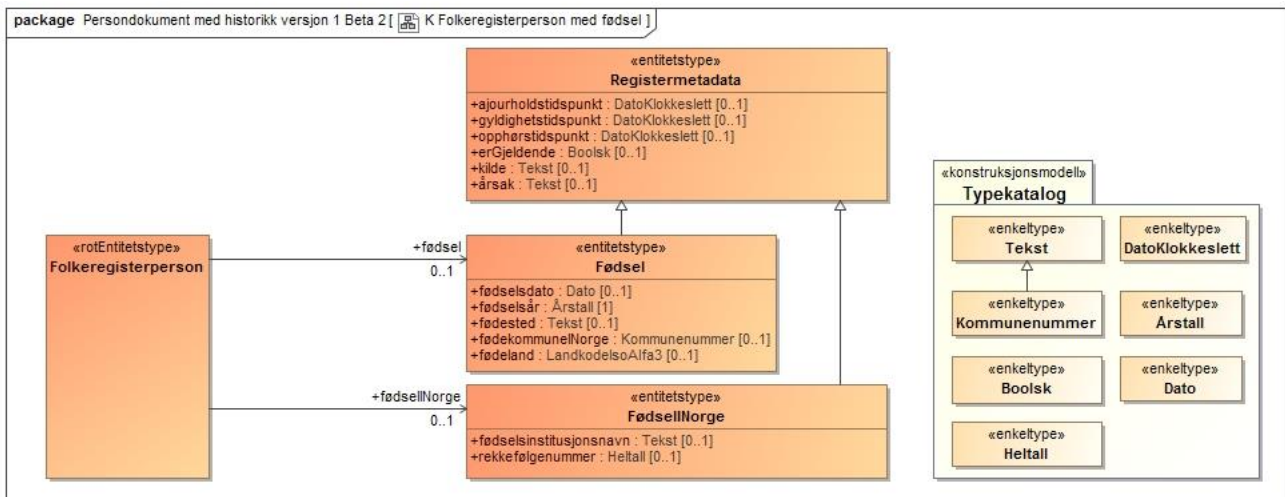 package Persondokument med historikk versjon 1 Beta 2 [ K Folkeregisterperson med fødsel ]
«entitetstype»
Registermetadata
+ajourholdstidspunkt : DatoKlokkeslett [0..1]
+gyldighetstidspunkt : DatoKlokkeslett [0..1]
+opphørstidspunkt : DatoKlokkeslett [0..1]
+erGjeldende : Boolsk [0..1]
+kilde : Tekst [0..1]
+årsak : Tekst [0..1]
«rotEntitetstype»
Folkeregisterperson
+fødsel
0..1
«entitetstype»
Fødsel
+fødselsdato : Dato [0..1]
+fødselsår : Årstall [1]
+fødested : Tekst [0..1]
+fødekommuneINorge : Kommunenummer [0..1]
+fødeland : LandkodeIsoAlfa3 [0..1]
+fødselINorge
0..1
«entitetstype»
FødselINorge
+fødselsinstitusjonsnavn : Tekst [0..1]
+rekkefølgenummer : Heltall [0..1]
«konstruksjonsmodell»
Typekatalog
«enkeltype»
Tekst
«enkeltype»
DatoKlokkeslett
«enkeltype»
Kommunenummer
«enkeltype»
Årstall
«enkeltype»
Boolsk
«enkeltype»
Dato
«enkeltype»
Heltall